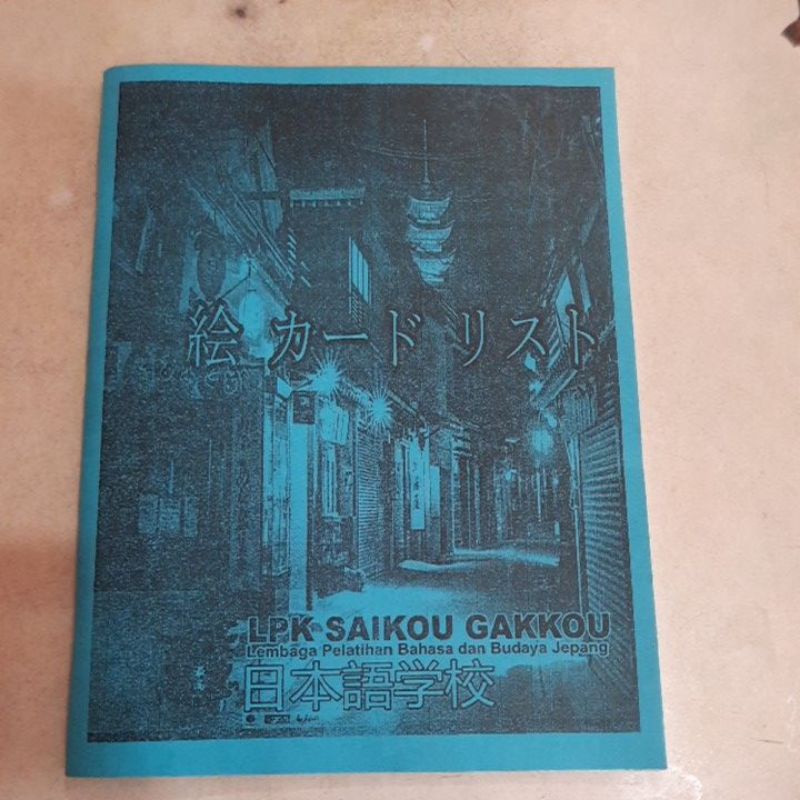 絵 カード リスト
LPK SAIKOU GAKKOU
Lembaga Pelatihan Bahasa dan Budaya Jepang
日本語学校